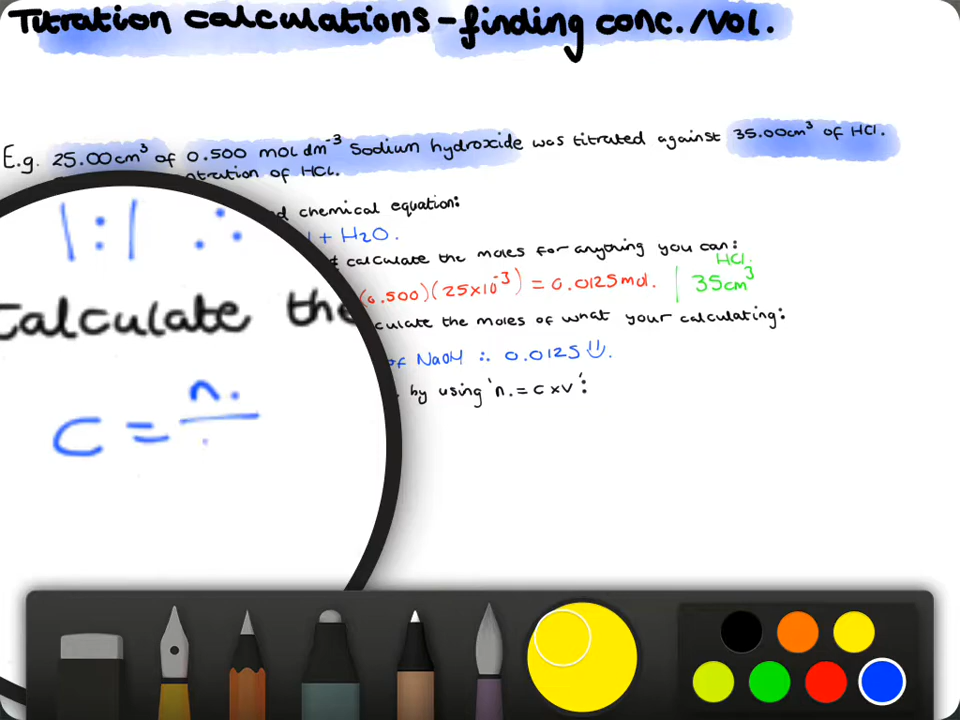 Titration calculations - finding conc./vol.
E.g. 25.00cm³ of 0.500 mol dm⁻³ Sodium hydroxide was titrated against 35.00cm³ of HCl.
of HCl.
chemical equation:
+ H₂O.
calculate the moles for anything you can:
HCl.
(0.500)(25x10⁻³) = 0.0125mol. | 35cm³
the moles of what your calculating:
of NaOH ∴ 0.0125
by using 'n.= c x v':
1:1 ∴
Calculate the
c = n.